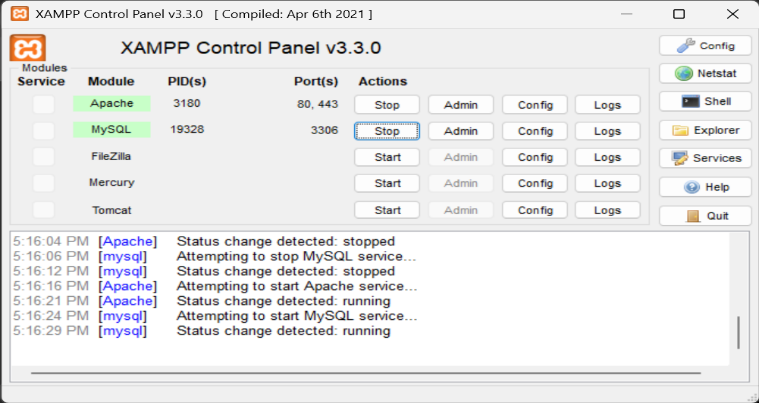 XAMPP Control Panel v3.3.0 [ Compiled: Apr 6th 2021 ]
XAMPP Control Panel v3.3.0
Config
Modules
Service Module PID(s) Port(s) Actions
Netstat
Apache 3180 80, 443 Stop Admin Config Logs
Shell
MySQL 19328 3306 Stop Admin Config Logs
Explorer
FileZilla Start Admin Config Logs
Services
Mercury Start Admin Config Logs
Help
Tomcat Start Admin Config Logs
Quit
5:16:04 PM [Apache] Status change detected: stopped
5:16:06 PM [mysql] Attempting to stop MySQL service...
5:16:12 PM [mysql] Status change detected: stopped
5:16:16 PM [Apache] Attempting to start Apache service...
5:16:21 PM [Apache] Status change detected: running
5:16:24 PM [mysql] Attempting to start MySQL service...
5:16:29 PM [mysql] Status change detected: running